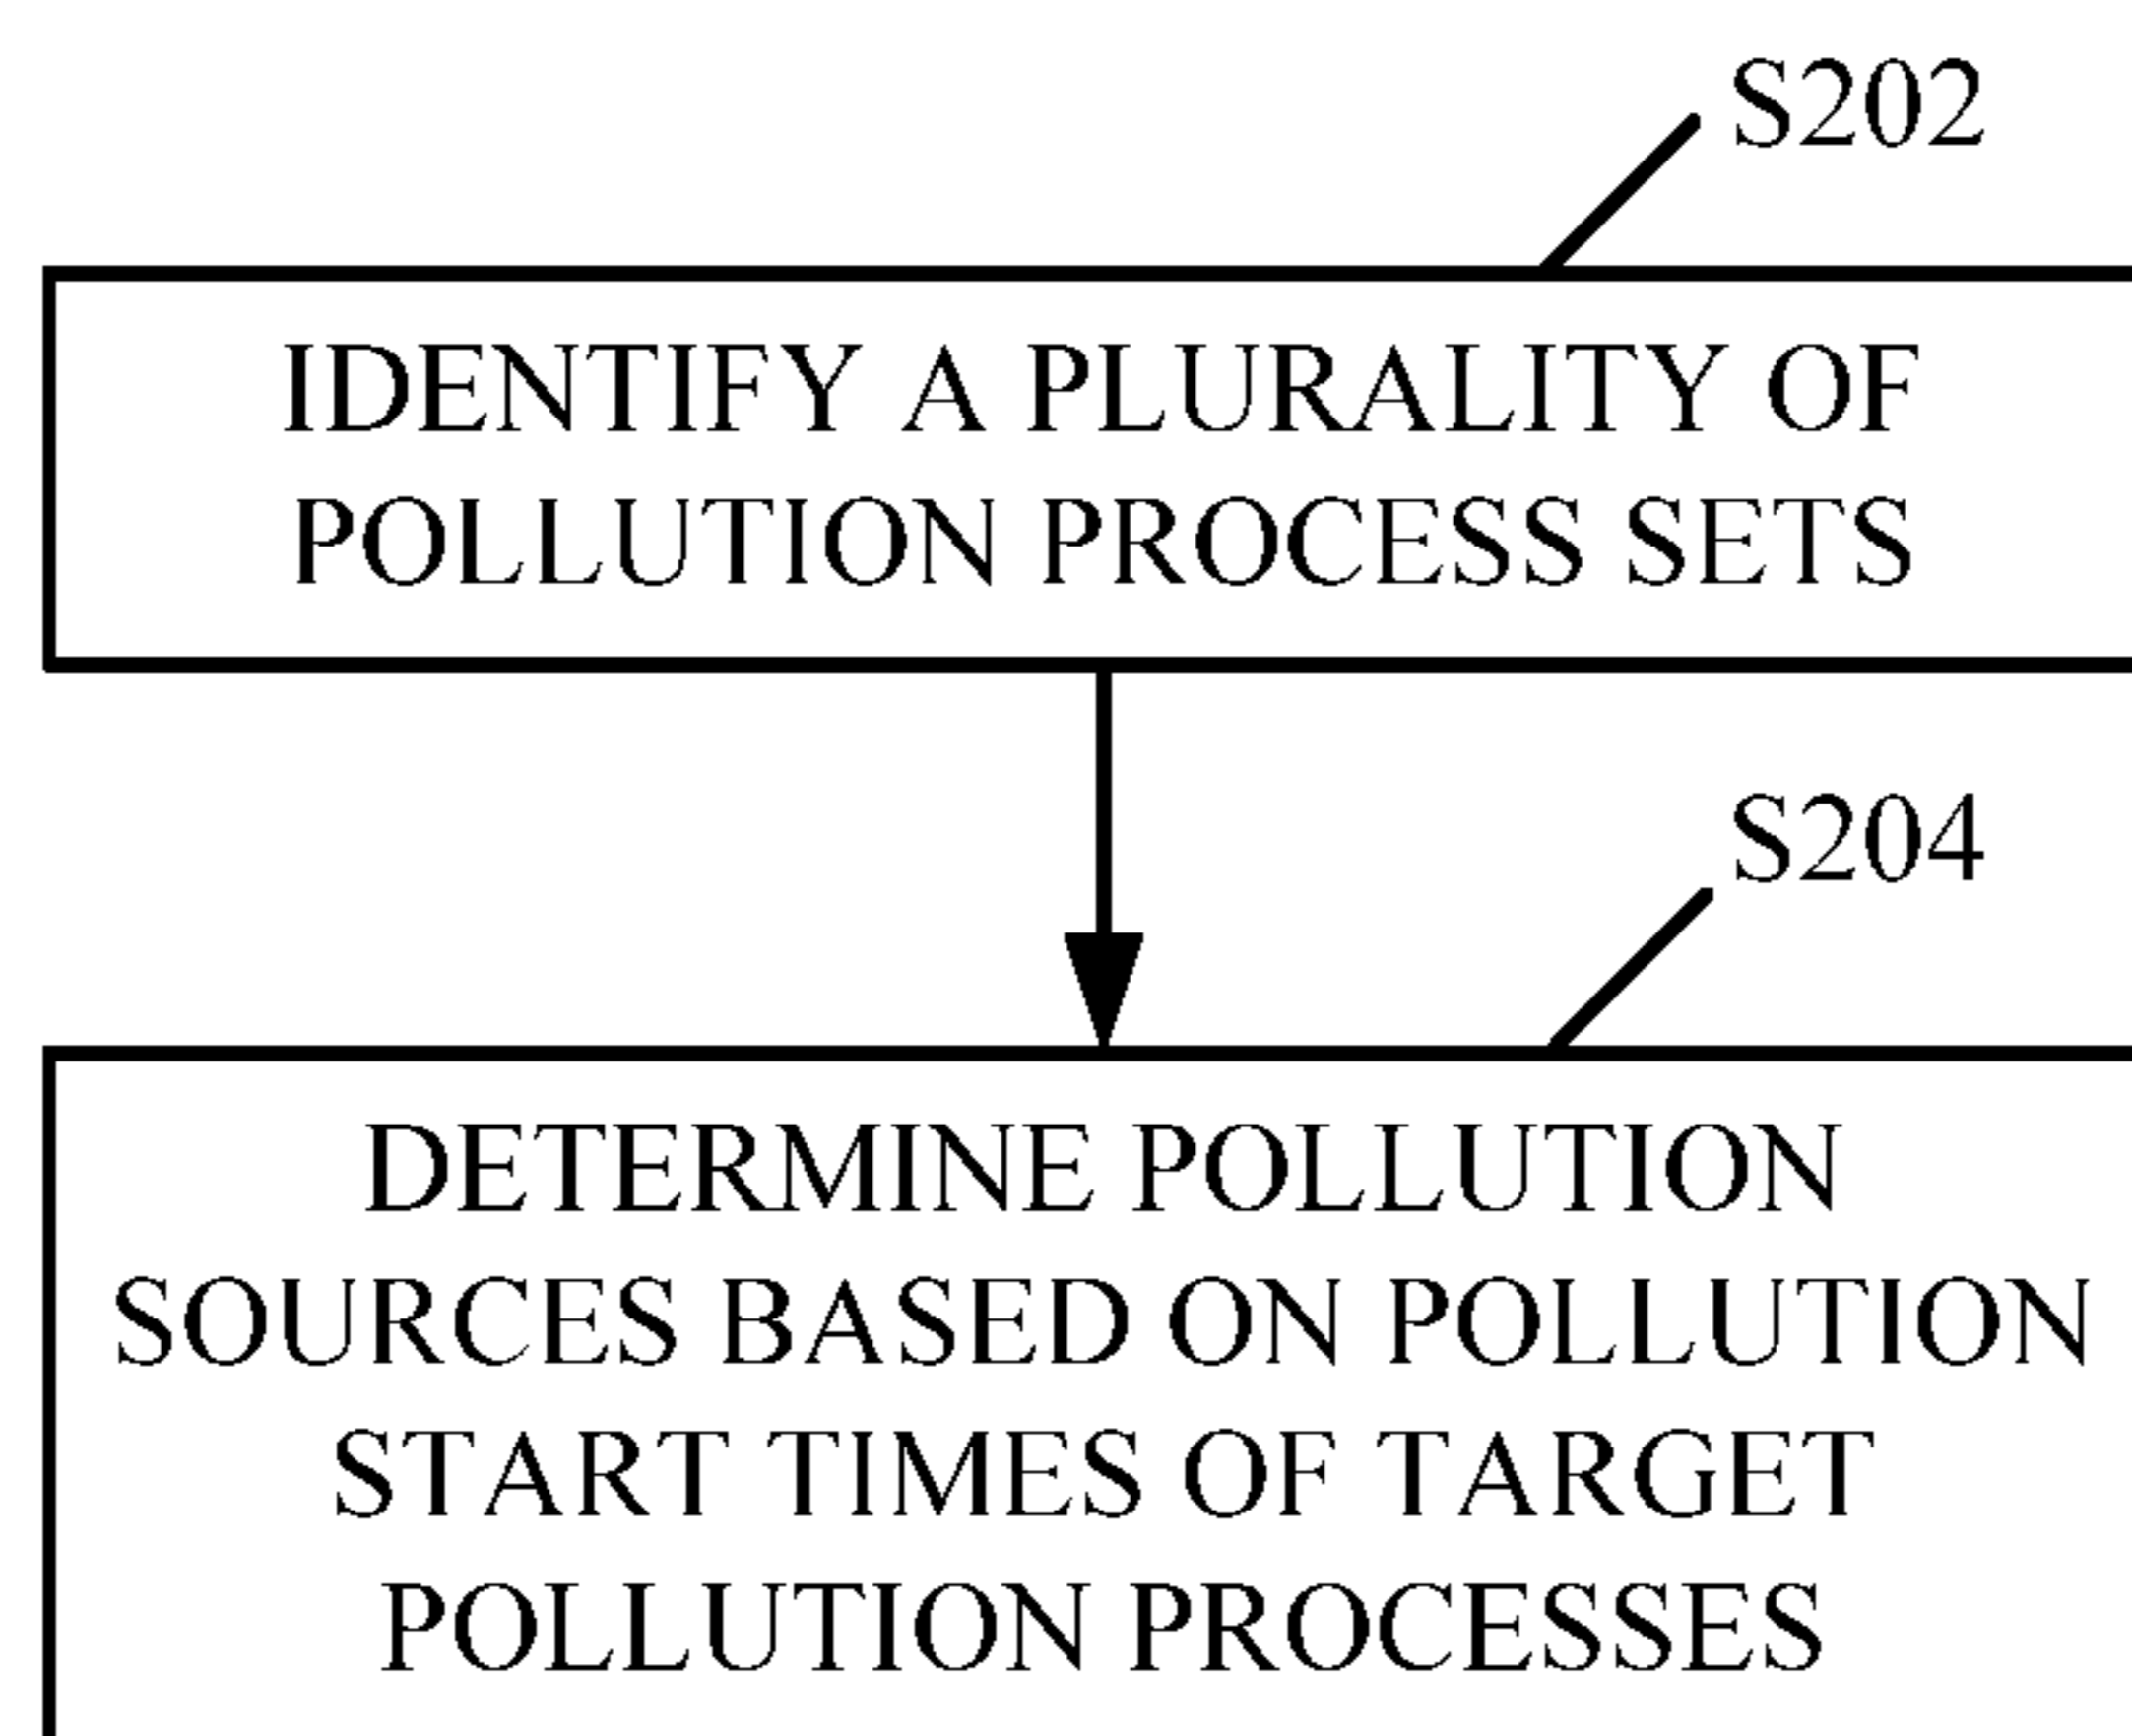 S202
IDENTIFY A PLURALITY OF
POLLUTION PROCESS SETS
S204
DETERMINE POLLUTION
SOURCES BASED ON POLLUTION
START TIMES OF TARGET
POLLUTION PROCESSES